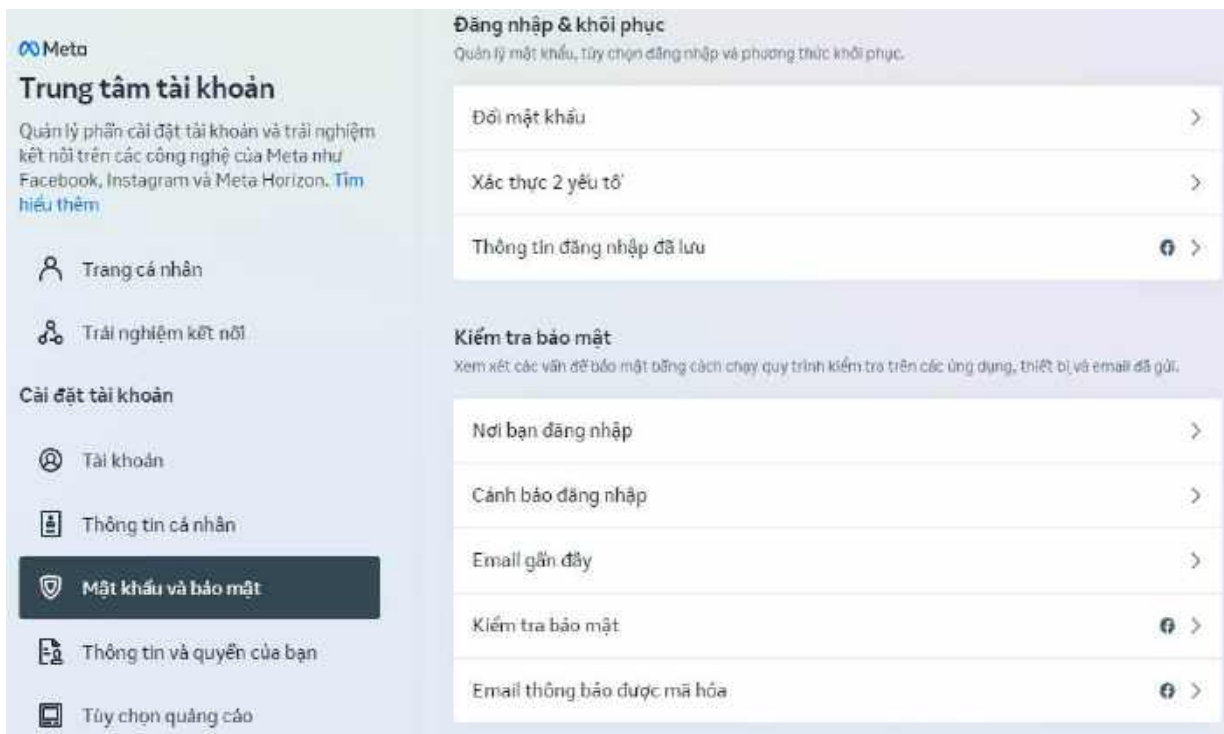 Meta
Trung tâm tài khoản
Quản lý phần cài đặt tài khoản và trải nghiệm
kết nối trên các công nghệ của Meta như
Facebook, Instagram và Meta Horizon. Tìm
hiểu thêm
Trang cá nhân
Trải nghiệm kết nối
Cài đặt tài khoản
Tài khoản
Thông tin cá nhân
Mật khẩu và bảo mật
Thông tin và quyền của bạn
Tùy chọn quảng cáo
Đăng nhập & khôi phục
Quản lý mật khẩu, tùy chọn đăng nhập và phương thức khôi phục.
Đổi mật khẩu
Xác thực 2 yếu tố
Thông tin đăng nhập đã lưu
Kiểm tra bảo mật
Xem xét các vấn đề bảo mật bằng cách chạy quy trình kiểm tra trên các ứng dụng, thiết bị và email đã gửi.
Nơi bạn đăng nhập
Cảnh báo đăng nhập
Email gần đây
Kiểm tra bảo mật
Email thông báo được mã hóa